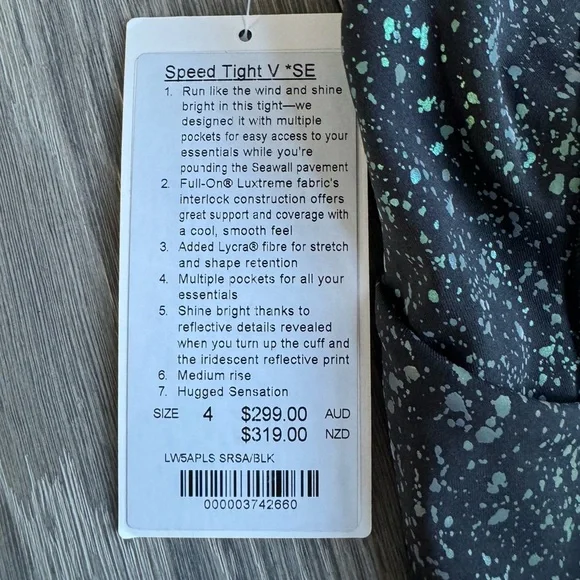 Speed Tight V *SE
1. Run like the wind and shine
bright in this tight—we
designed it with multiple
pockets for easy access to your
essentials while you're
pounding the Seawall pavement
2. Full-On® Luxtreme fabric's
interlock construction offers
great support and coverage with
a cool, smooth feel
3. Added Lycra® fibre for stretch
and shape retention
4. Multiple pockets for all your
essentials
5. Shine bright thanks to
reflective details revealed
when you turn up the cuff and
the iridescent reflective print
6. Medium rise
7. Hugged Sensation
SIZE 4 $299.00 AUD
$319.00 NZD
LW5APLS SRSA/BLK
000003742660